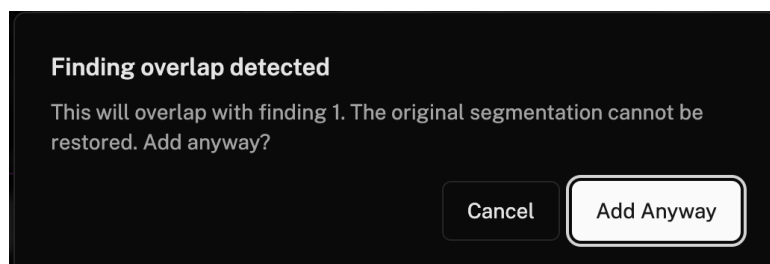 Finding overlap detected
This will overlap with finding 1. The original segmentation cannot be
restored. Add anyway?
Cancel
Add Anyway